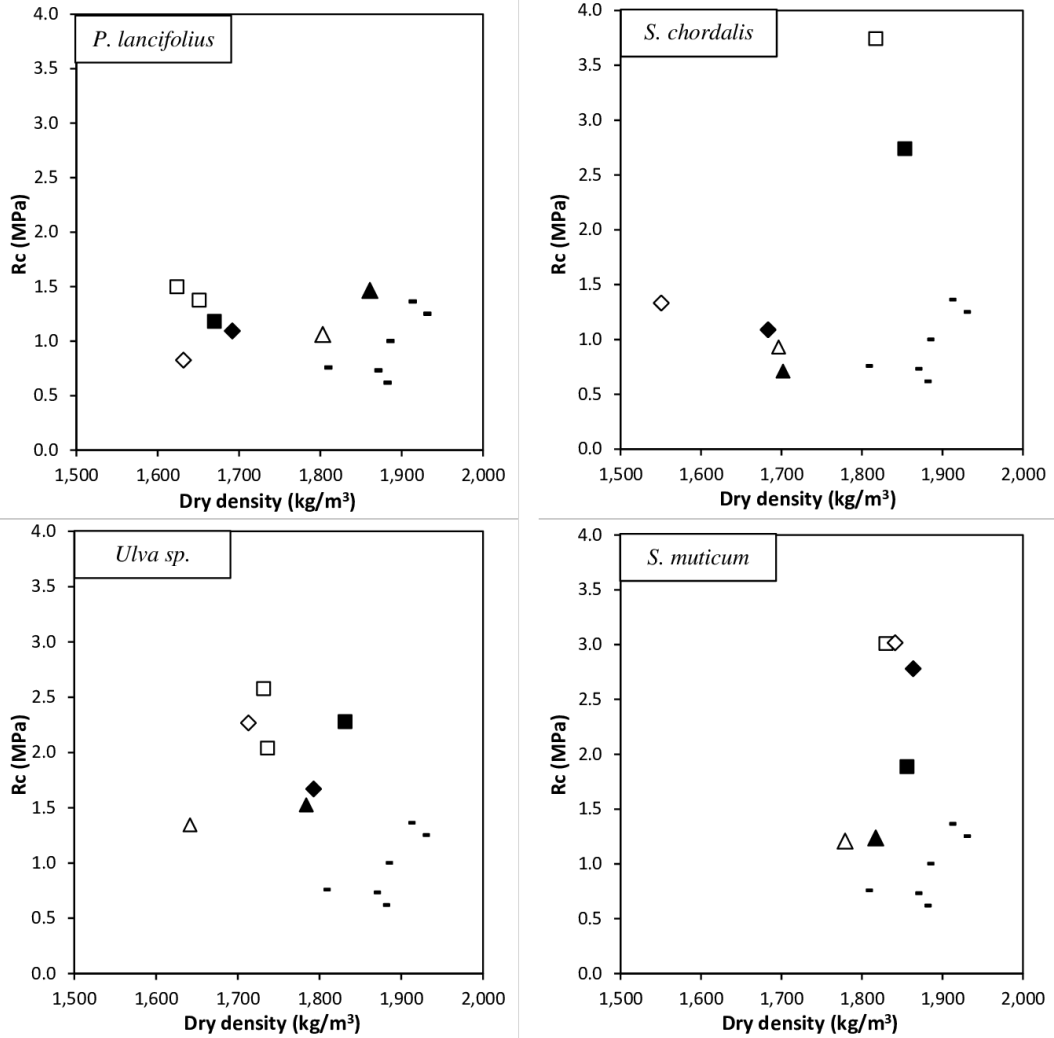 P. lancifolius
4.0
3.5
3.0
2.5
2.0
1.5
1.0
0.5
0.0
Rc (MPa)
1,500 1,600 1,700 1,800 1,900 2,000
Dry density (kg/m³)
S. chordalis
4.0
3.5
3.0
2.5
2.0
1.5
1.0
0.5
0.0
Rc (MPa)
1,500 1,600 1,700 1,800 1,900 2,000
Dry density (kg/m³)
Ulva sp.
4.0
3.5
3.0
2.5
2.0
1.5
1.0
0.5
0.0
Rc (MPa)
1,500 1,600 1,700 1,800 1,900 2,000
Dry density (kg/m³)
S. muticum
4.0
3.5
3.0
2.5
2.0
1.5
1.0
0.5
0.0
Rc (MPa)
1,500 1,600 1,700 1,800 1,900 2,000
Dry density (kg/m³)